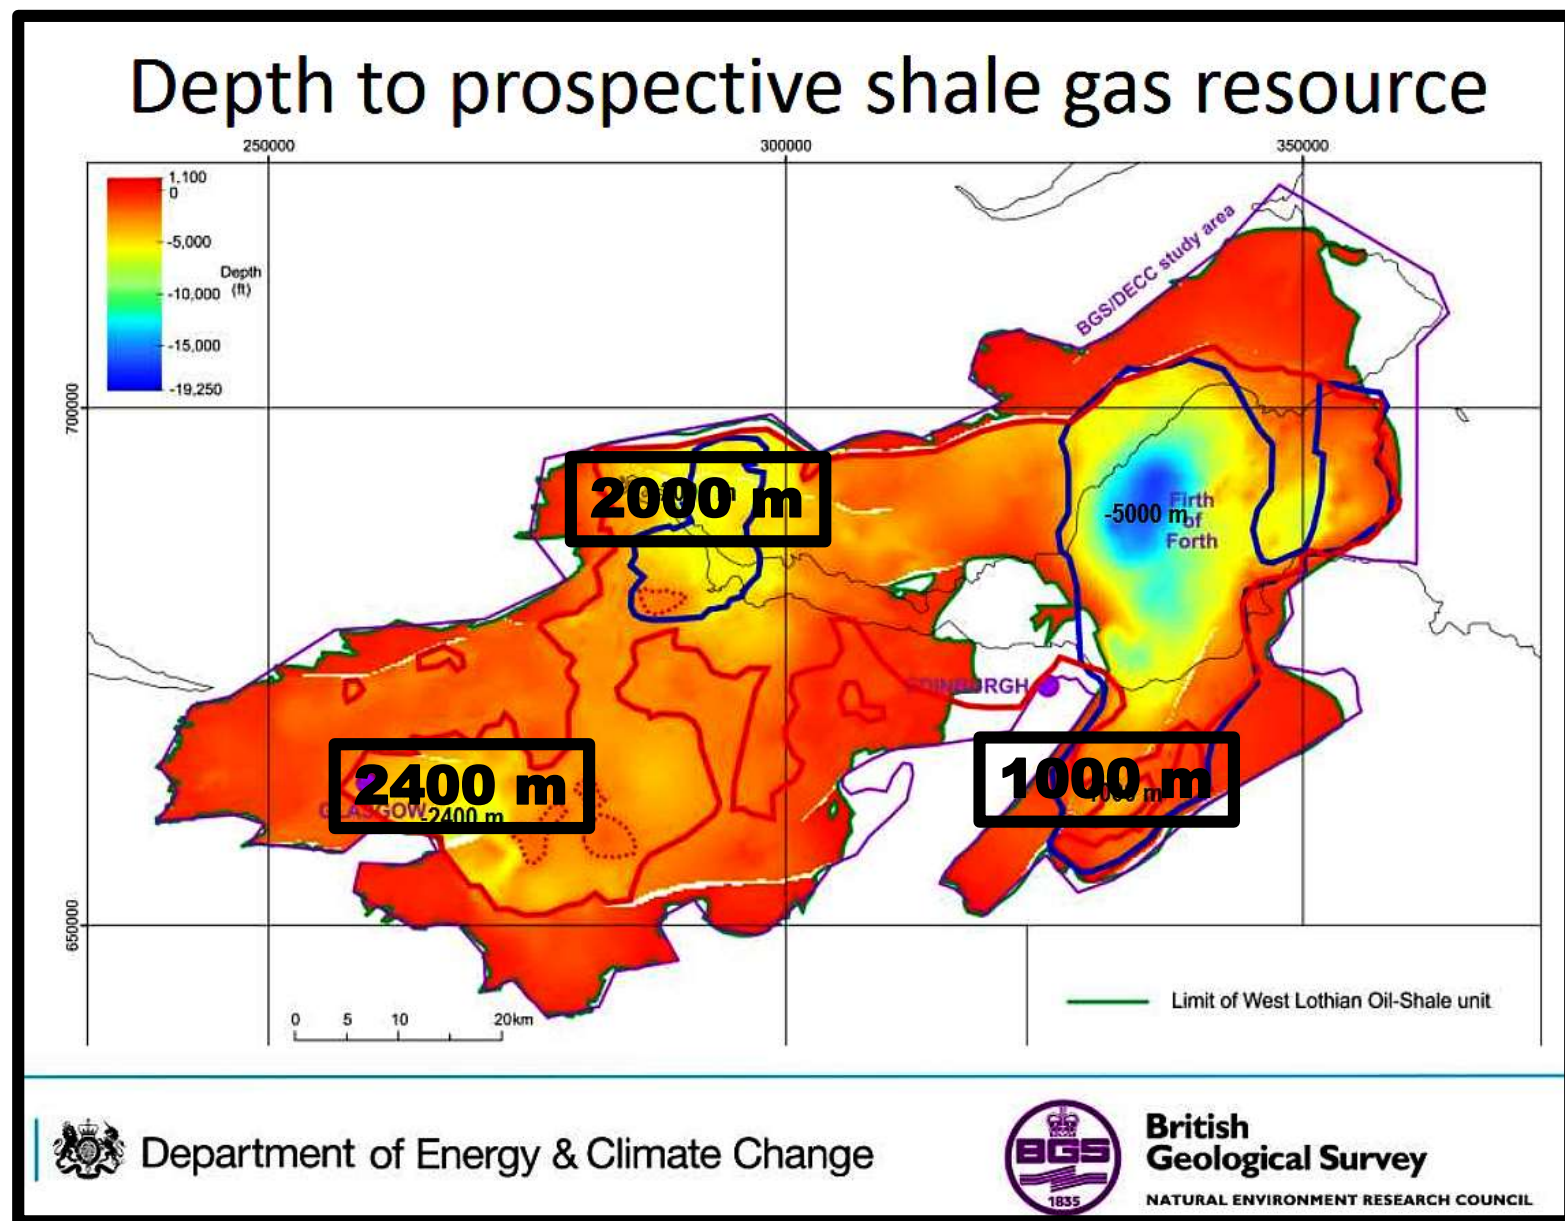 Depth to prospective shale gas resource
250000
300000
350000
1,100
0
-5,000
-10,000
-15,000
-19,250
Depth
(ft)
BGS/DECC study area
700000
2000 m
-5000 m
Firth
of
Forth
EDINBURGH
2400 m
GLASGOW
-2400 m
1000 m
650000
0 5 10 20km
Limit of West Lothian Oil-Shale unit
Department of Energy & Climate Change
BGS
1835
British
Geological Survey
NATURAL ENVIRONMENT RESEARCH COUNCIL